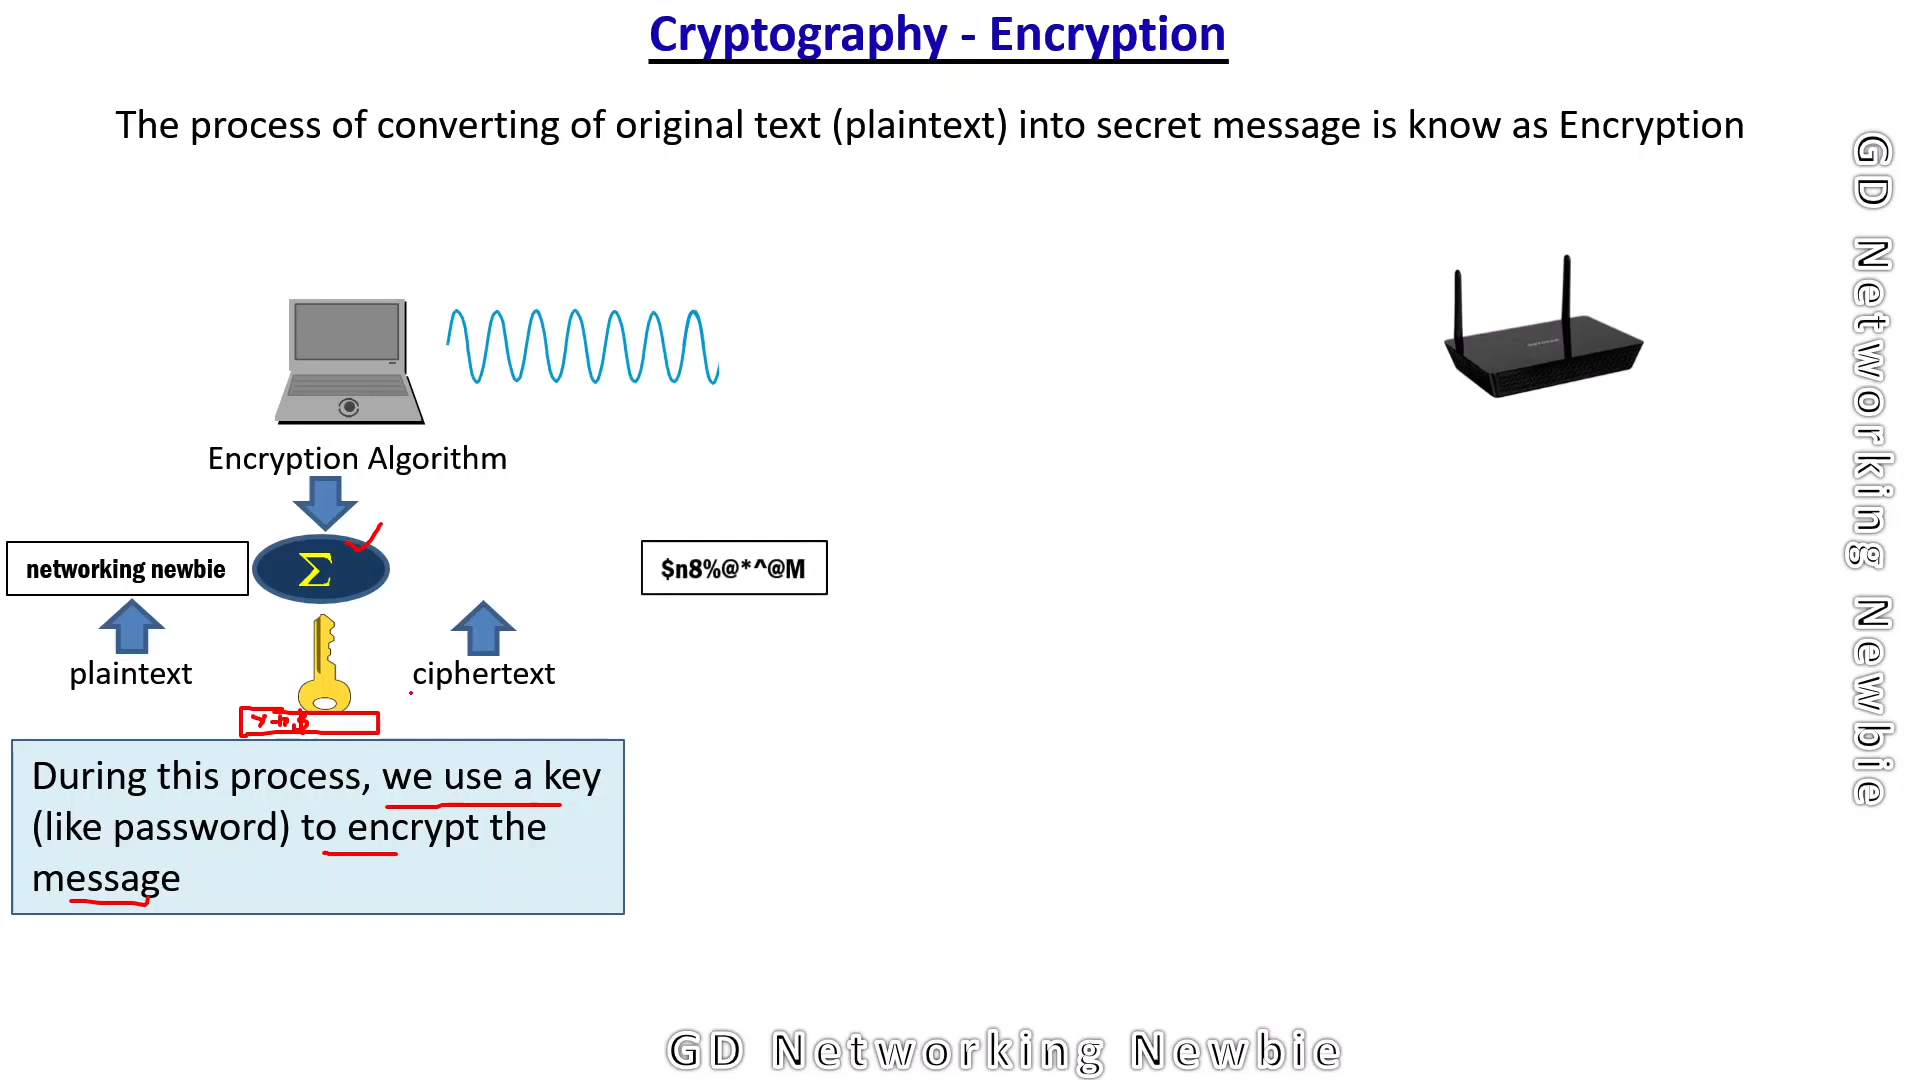 Cryptography - Encryption
The process of converting of original text (plaintext) into secret message is know as Encryption
Encryption Algorithm
networking newbie
Σ
$n8%@*^@M
plaintext
ciphertext
During this process, we use a key
(like password) to encrypt the
message
GD Networking Newbie
GD Networking Newbie